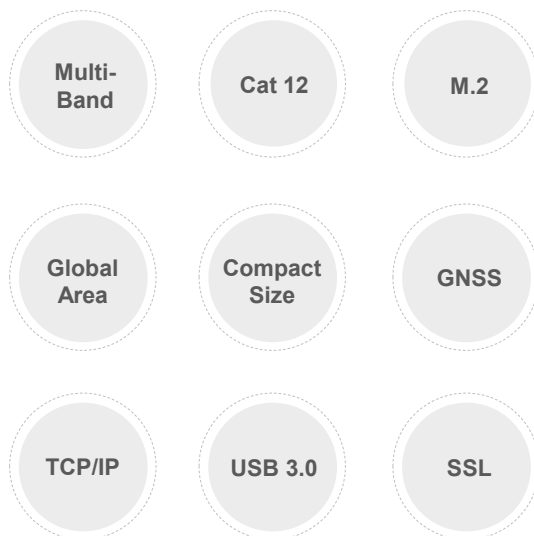 Multi-
Band
Cat 12
M.2
Global
Area
Compact
Size
GNSS
TCP/IP
USB 3.0
SSL